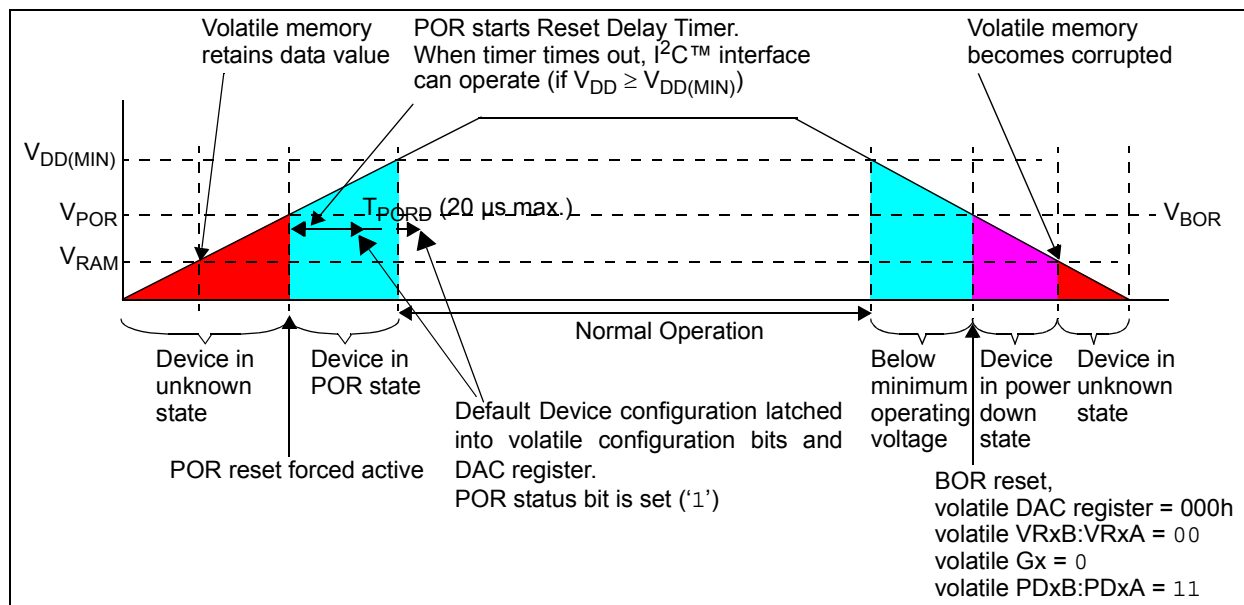 Volatile memory
retains data value
POR starts Reset Delay Timer.
When timer times out, I²C™ interface
can operate (if VDD ≥ VDD(MIN))
Volatile memory
becomes corrupted
VDD(MIN)
VPOR
TPORD (20 µs max.)
VBOR
VRAM
Normal Operation
Device in
unknown
state
Device in
POR state
Below
minimum
operating
voltage
Device
in power
down
state
Device in
unknown
state
Default Device configuration latched
into volatile configuration bits and
DAC register.
POR status bit is set (‘1’)
POR reset forced active
BOR reset,
volatile DAC register = 000h
volatile VRxB:VRxA = 00
volatile Gx = 0
volatile PDxB:PDxA = 11